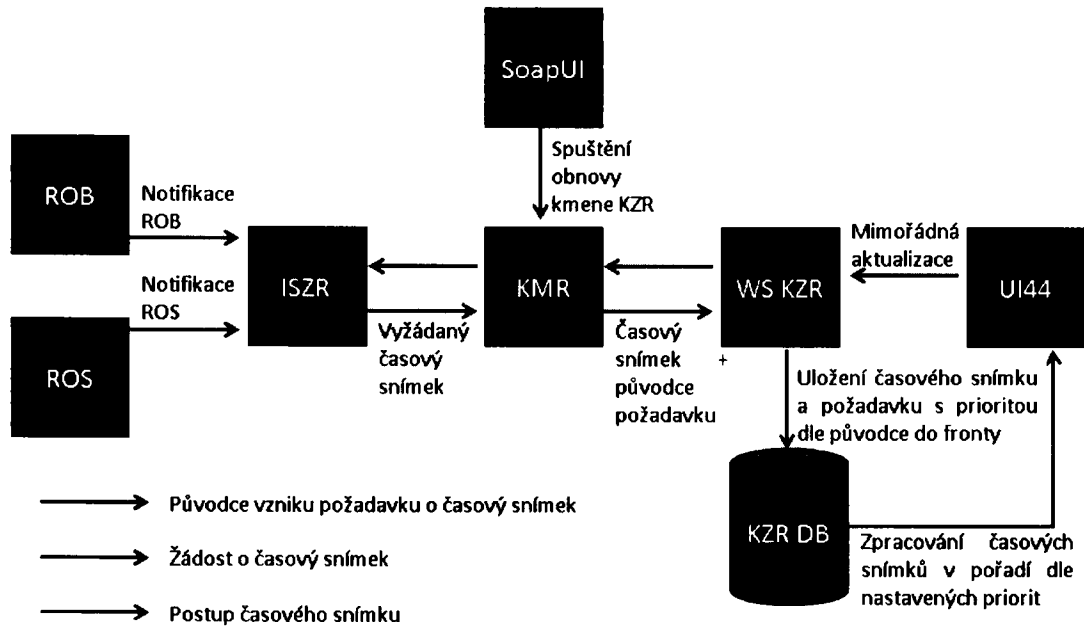 SoapUI
Spuštění
obnovy
kmene KZR
ROB
Notifikace
ROB
ROS
Notifikace
ROS
ISZR
Vyžádaný
časový
snímek
KMR
Časový
snímek
původce
požadavku
WS KZR
+
Mimořádná
aktualizace
UI44
Uložení časového snímku
a požadavku s prioritou
dle původce do fronty
KZR DB
Zpracování časových
snímků v pořadí dle
nastavených priorit
Původce vzniku požadavku o časový snímek
Žádost o časový snímek
Postup časového snímku